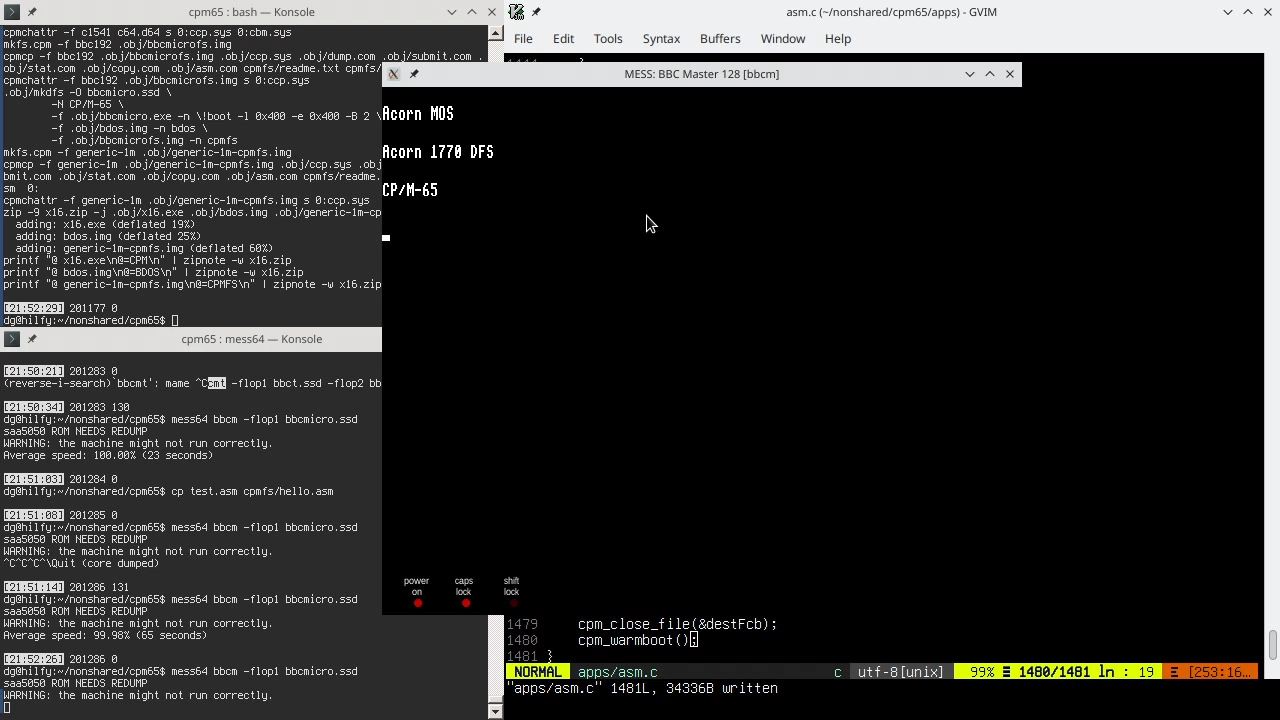 cpm65 : bash — Konsole
cpmchattr -f c1541 c64.d64 s 0:ccp.sys 0:cbm.sys
mkfs.cpm -f bbc192 .obj/bbcmicrofs.img
cpmcp -f bbc192 .obj/bbcmicrofs.img .obj/ccp.sys .obj/dump.com .obj/submit.com .
obj/stat.com .obj/copy.com .obj/asm.com cpmfs/readme.txt cpmfs/
cpmchattr -f bbc192 .obj/bbcmicrofs.img s 0:ccp.sys
.obj/mkdfs -O bbcmicro.ssd \
-N CP/M-65 \
-f .obj/bbcmicro.exe -n \!boot -l 0x400 -e 0x400 -B 2 \
-f .obj/bdos.img -n bdos \
-f .obj/bbcmicrofs.img -n cpmfs
mkfs.cpm -f generic-1m .obj/generic-1m-cpmfs.img
cpmcp -f generic-1m .obj/generic-1m-cpmfs.img .obj/ccp.sys .obj
bmit.com .obj/stat.com .obj/copy.com .obj/asm.com cpmfs/readme.
sm 0:
cpmchattr -f generic-1m .obj/generic-1m-cpmfs.img s 0:ccp.sys
zip -9 x16.zip -j .obj/x16.exe .obj/bdos.img .obj/generic-1m-cp
adding: x16.exe (deflated 19%)
adding: bdos.img (deflated 25%)
adding: generic-1m-cpmfs.img (deflated 60%)
printf "@ x16.exe\n@=CPM\n" | zipnote -w x16.zip
printf "@ bdos.img\n@=BDOS\n" | zipnote -w x16.zip
printf "@ generic-1m-cpmfs.img\n@=CPMFS\n" | zipnote -w x16.zip
[21:52:29] 201177 0
dg@hilfy:~/nonshared/cpm65$
cpm65 : mess64 — Konsole
[21:50:21] 201283 0
(reverse-i-search)`bbcmt': mame ^Ccmt -flop1 bbct.ssd -flop2 bb
[21:50:34] 201283 130
dg@hilfy:~/nonshared/cpm65$ mess64 bbcm -flop1 bbcmicro.ssd
saa5050 ROM NEEDS REDUMP
WARNING: the machine might not run correctly.
Average speed: 100.00% (23 seconds)
[21:51:03] 201284 0
dg@hilfy:~/nonshared/cpm65$ cp test.asm cpmfs/hello.asm
[21:51:08] 201285 0
dg@hilfy:~/nonshared/cpm65$ mess64 bbcm -flop1 bbcmicro.ssd
saa5050 ROM NEEDS REDUMP
WARNING: the machine might not run correctly.
^C^C^C^\Quit (core dumped)
[21:51:14] 201286 131
dg@hilfy:~/nonshared/cpm65$ mess64 bbcm -flop1 bbcmicro.ssd
saa5050 ROM NEEDS REDUMP
WARNING: the machine might not run correctly.
Average speed: 99.98% (65 seconds)
[21:52:26] 201286 0
dg@hilfy:~/nonshared/cpm65$ mess64 bbcm -flop1 bbcmicro.ssd
saa5050 ROM NEEDS REDUMP
WARNING: the machine might not run correctly.
asm.c (~/nonshared/cpm65/apps) - GVIM
File Edit Tools Syntax Buffers Window Help
MESS: BBC Master 128 [bbcm]
Acorn MOS
Acorn 1770 DFS
CP/M-65
power on
caps lock
shift lock
1479 cpm_close_file(&destFcb);
1480 cpm_warmboot();
1481 }
NORMAL apps/asm.c c utf-8[unix] 99% ≡ 1480/1481 ln : 19 Ξ [253:16…
"apps/asm.c" 1481L, 34336B written